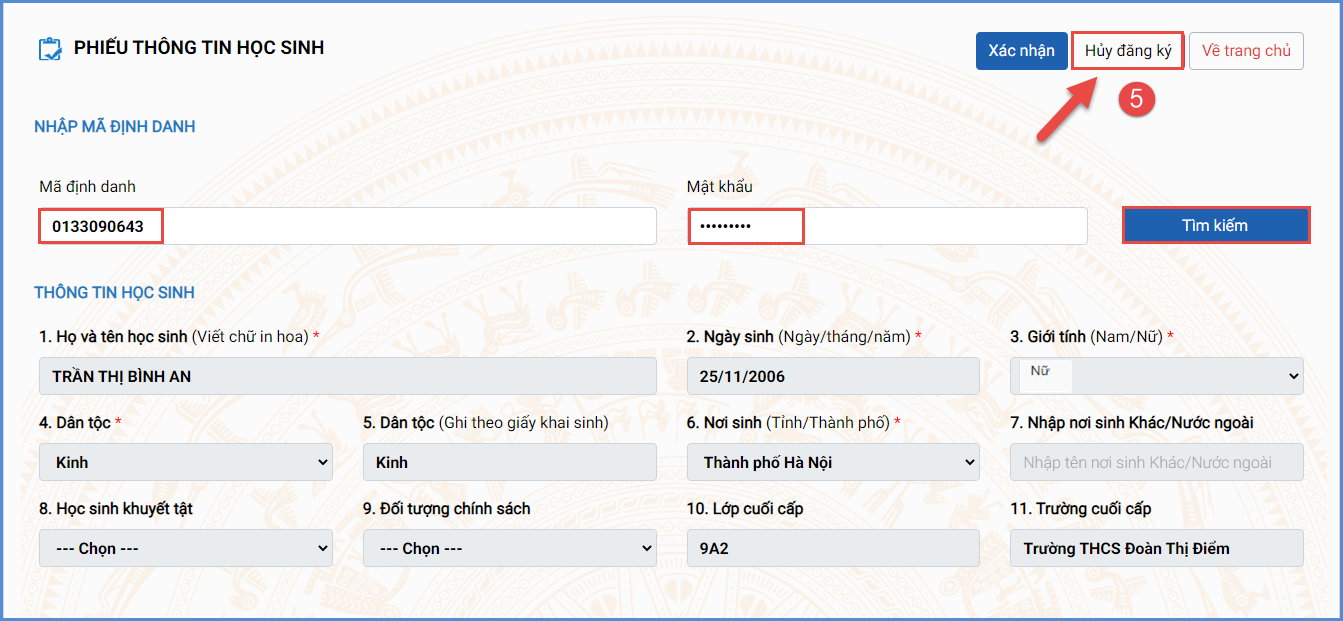 PHIẾU THÔNG TIN HỌC SINH
Xác nhận
Hủy đăng ký
Về trang chủ
5
NHẬP MÃ ĐỊNH DANH
Mã định danh
Mật khẩu
0133090643
•••••••••
Tìm kiếm
THÔNG TIN HỌC SINH
1. Họ và tên học sinh (Viết chữ in hoa) *
2. Ngày sinh (Ngày/tháng/năm) *
3. Giới tính (Nam/Nữ) *
TRẦN THỊ BÌNH AN
25/11/2006
Nữ
4. Dân tộc *
5. Dân tộc (Ghi theo giấy khai sinh)
6. Nơi sinh (Tỉnh/Thành phố) *
7. Nhập nơi sinh Khác/Nước ngoài
Kinh
Kinh
Thành phố Hà Nội
Nhập tên nơi sinh Khác/Nước ngoài
8. Học sinh khuyết tật
9. Đối tượng chính sách
10. Lớp cuối cấp
11. Trường cuối cấp
--- Chọn ---
--- Chọn ---
9A2
Trường THCS Đoàn Thị Điểm